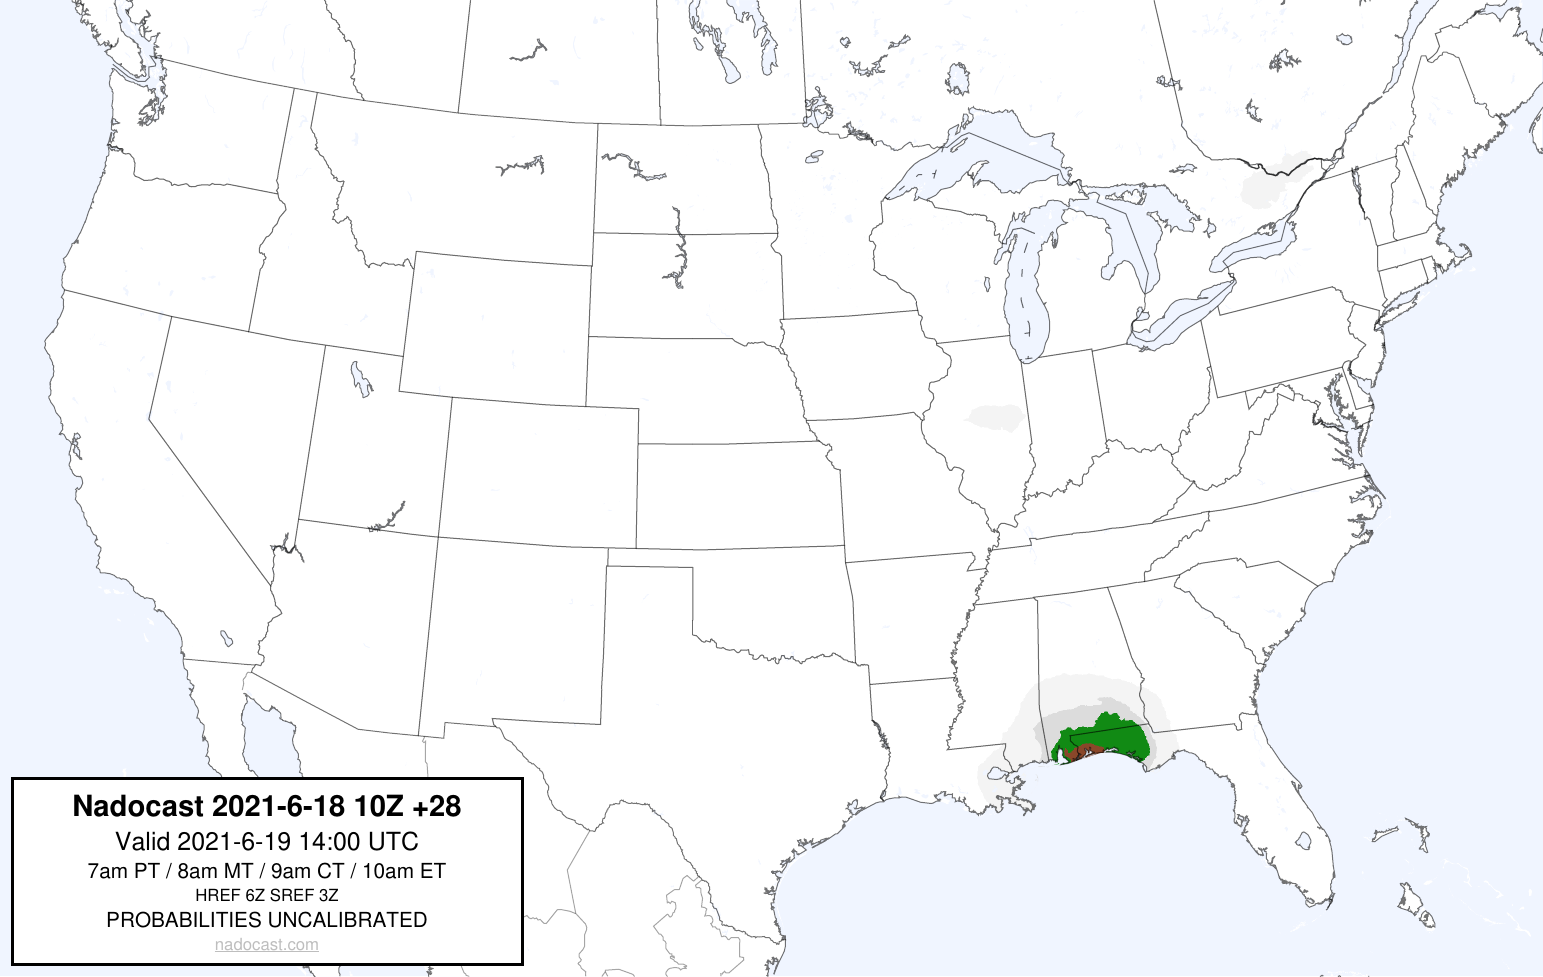 Nadocast 2021-6-18 10Z +28
Valid 2021-6-19 14:00 UTC
7am PT / 8am MT / 9am CT / 10am ET
HREF 6Z SREF 3Z
PROBABILITIES UNCALIBRATED
nadocast.com